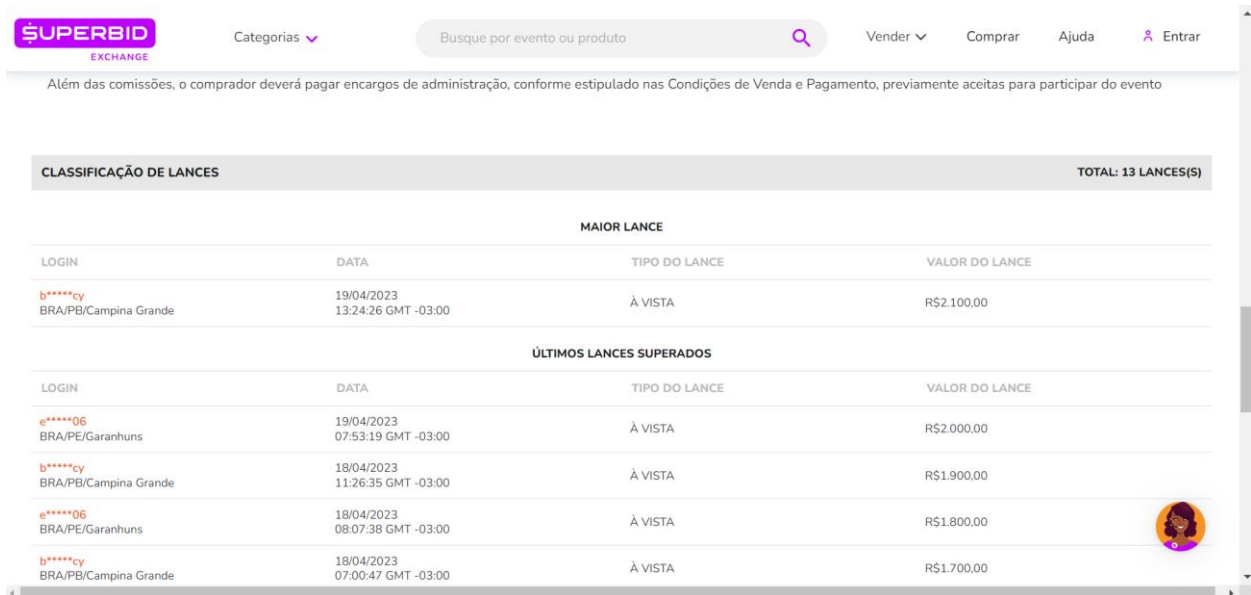 SUPERBID
EXCHANGE
Categorias
Busque por evento ou produto
Vender
Comprar
Ajuda
Entrar
Além das comissões, o comprador deverá pagar encargos de administração, conforme estipulado nas Condições de Venda e Pagamento, previamente aceitas para participar do evento
CLASSIFICAÇÃO DE LANCES TOTAL: 13 LANCES(S)
MAIOR LANCE
LOGIN DATA TIPO DO LANCE VALOR DO LANCE
b*****cy 19/04/2023 À VISTA R$2.100,00
BRA/PB/Campina Grande 13:24:26 GMT -03:00
ÚLTIMOS LANCES SUPERADOS
LOGIN DATA TIPO DO LANCE VALOR DO LANCE
e*****06 19/04/2023 À VISTA R$2.000,00
BRA/PE/Garanhuns 07:53:19 GMT -03:00
b*****cy 18/04/2023 À VISTA R$1.900,00
BRA/PB/Campina Grande 11:26:35 GMT -03:00
e*****06 18/04/2023 À VISTA R$1.800,00
BRA/PE/Garanhuns 08:07:38 GMT -03:00
b*****cy 18/04/2023 À VISTA R$1.700,00
BRA/PB/Campina Grande 07:00:47 GMT -03:00